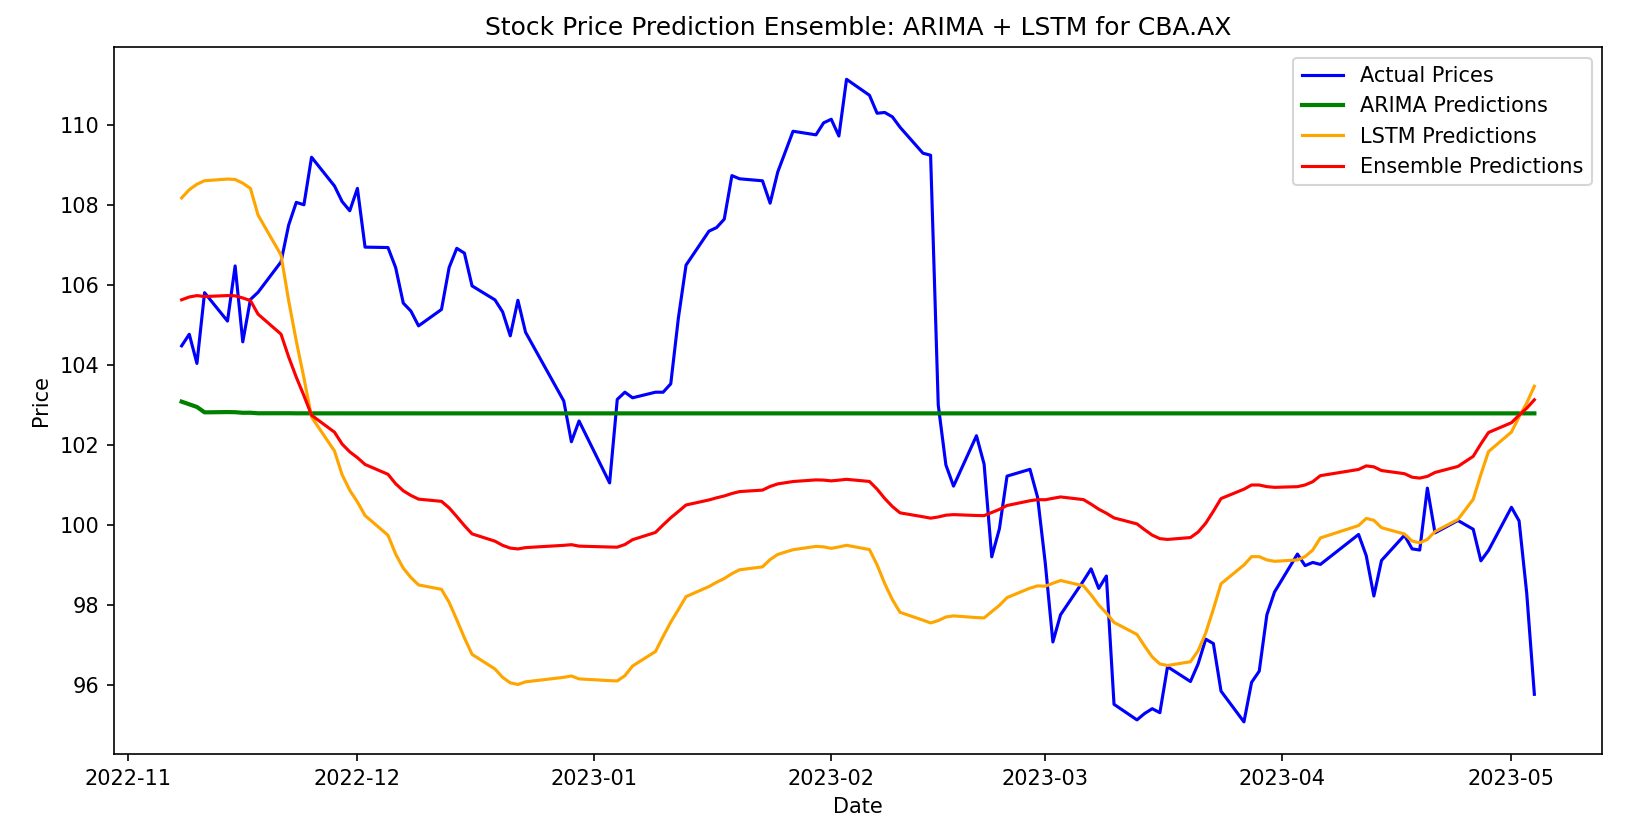 Stock Price Prediction Ensemble: ARIMA + LSTM for CBA.AX
Actual Prices
ARIMA Predictions
LSTM Predictions
Ensemble Predictions
110
108
106
104
102
100
98
96
Price
2022-11
2022-12
2023-01
2023-02
2023-03
2023-04
2023-05
Date